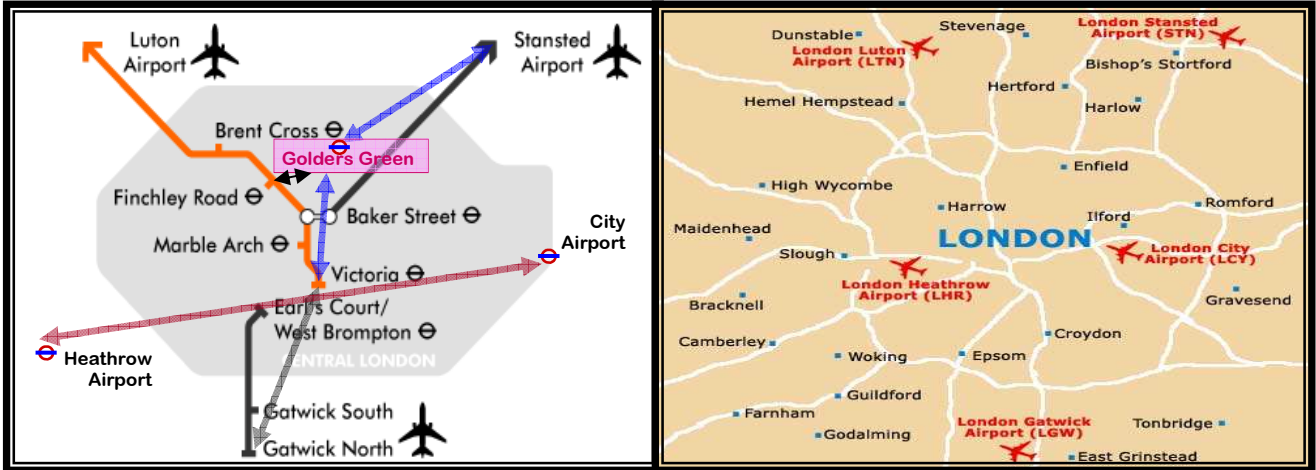 Luton
Airport
Stansted
Airport
Brent Cross
Golders Green
Finchley Road
Baker Street
City
Airport
Marble Arch
Victoria
Earl's Court/
West Brompton
CENTRAL LONDON
Heathrow
Airport
Gatwick South
Gatwick North
Dunstable
Stevenage
London Stansted
Airport (STN)
London Luton
Airport (LTN)
Bishop's Stortford
Hertford
Hemel Hempstead
Harlow
Enfield
High Wycombe
Harrow
Ilford
Romford
Maidenhead
LONDON
Slough
London City
Airport (LCY)
London Heathrow
Airport (LHR)
Bracknell
Gravesend
Croydon
Camberley
Woking
Epsom
Guildford
Farnham
Godalming
London Gatwick
Airport (LGW)
Tonbridge
East Grinstead